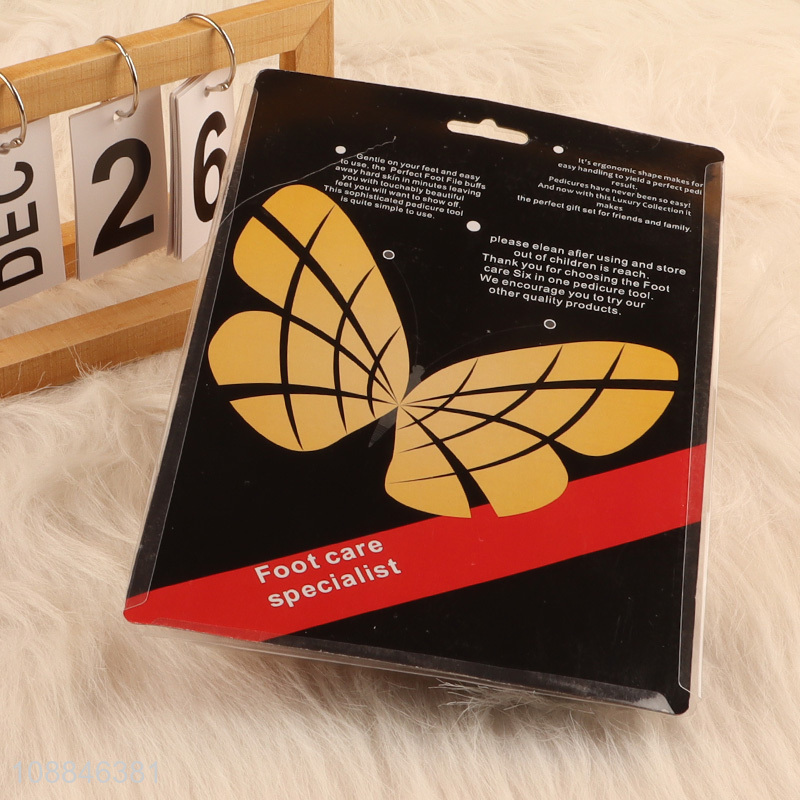 DEC
2
6
Gentle on your feel and easy
to use, the Perfect Foot File buffs
away hard skin in minutes leaving
you with touchably beautiful
feet you will want to show off.
This sophisticated pedicure tool
is quile simple to use.
It's ergonomic shape makes for
easy handling to yield a perfect pedi
result.
Pedicures have never been so easy!
And now with this Luxury Collection it
makes
the perfect gift set for friends and family.
please elean afier using and store
out of children is reach.
Thank you for choosing the Foot
care Six in one pedicure tool.
We encourage you to try our
other quality products.
Foot care
specialist
108846381